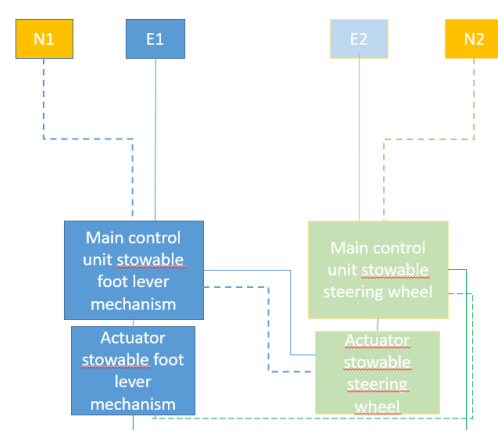 N1
E1
E2
N2
Main control
unit stowable
foot lever
mechanism
Main control
unit stowable
steering wheel
Actuator
stowable foot
lever
mechanism
Actuator
stowable
steering
wheel